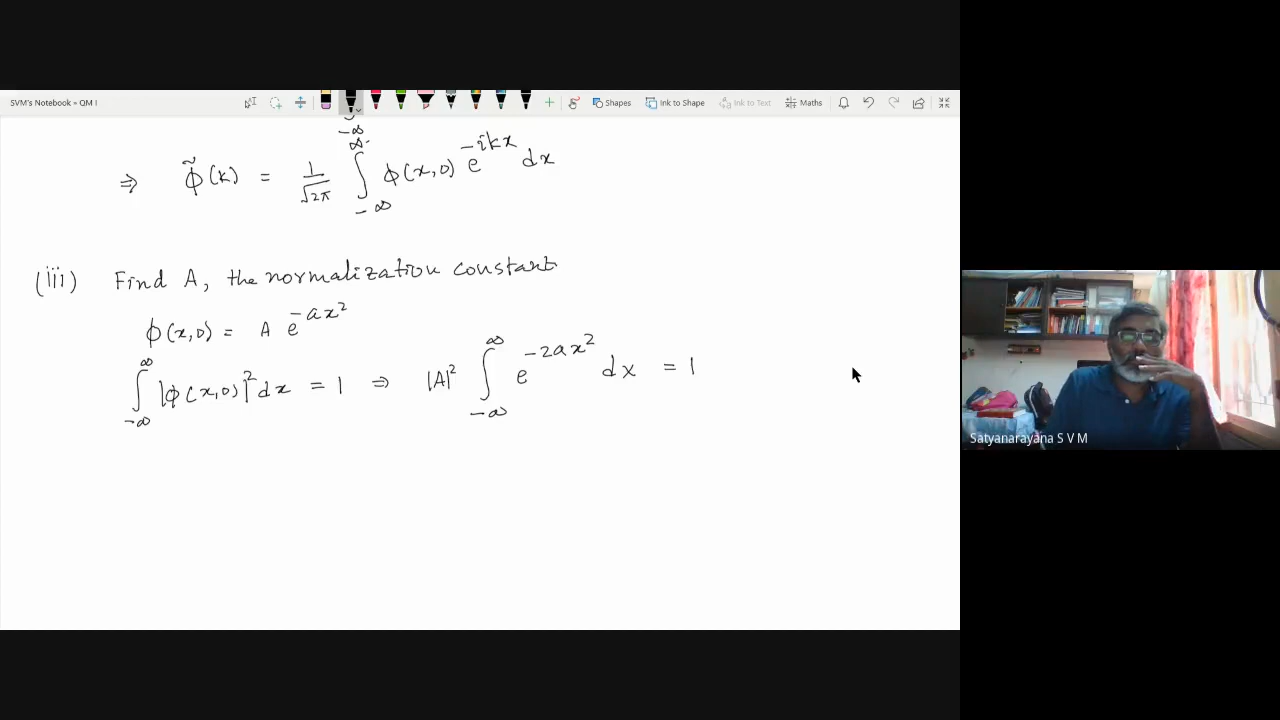 SVM's Notebook » QM I
Shapes Ink to Shape Ink to Text Maths
−∞
⇒ φ̃(k) = 1/√2π ∫_{−∞}^{∞} φ(x,0) e^{−ikx} dx
(iii) Find A, the normalization constant
φ(x,0) = A e^{−ax²}
∫_{−∞}^{∞} |φ(x,0)|² dx = 1 ⇒ |A|² ∫_{−∞}^{∞} e^{−2ax²} dx = 1
Satyanarayana S V M